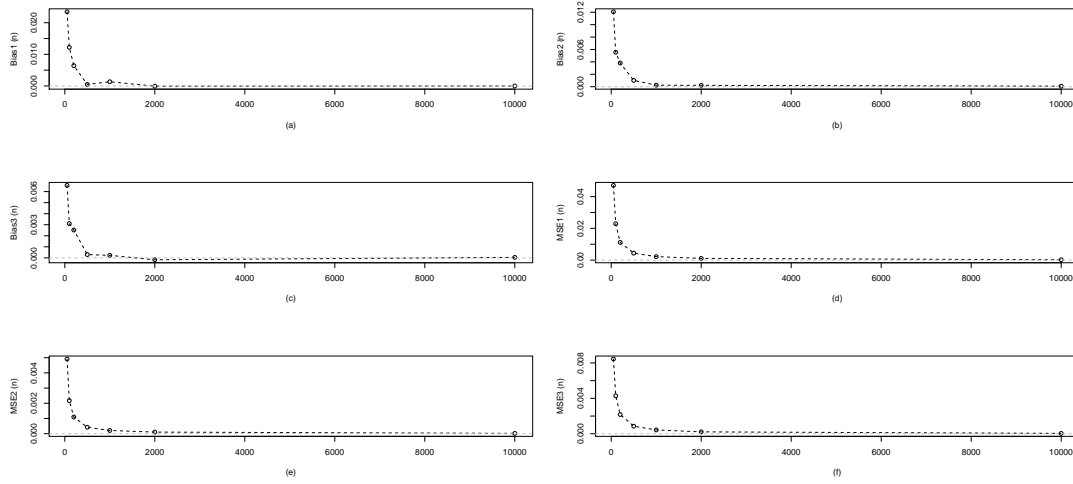 Bias1 (n)
0.000 0.010 0.020
0 2000 4000 6000 8000 10000
(a)
Bias2 (n)
0.000 0.006 0.012
0 2000 4000 6000 8000 10000
(b)
Bias3 (n)
0.000 0.003 0.006
0 2000 4000 6000 8000 10000
(c)
MSE1 (n)
0.00 0.02 0.04
0 2000 4000 6000 8000 10000
(d)
MSE2 (n)
0.000 0.002 0.004
0 2000 4000 6000 8000 10000
(e)
MSE3 (n)
0.000 0.004 0.008
0 2000 4000 6000 8000 10000
(f)